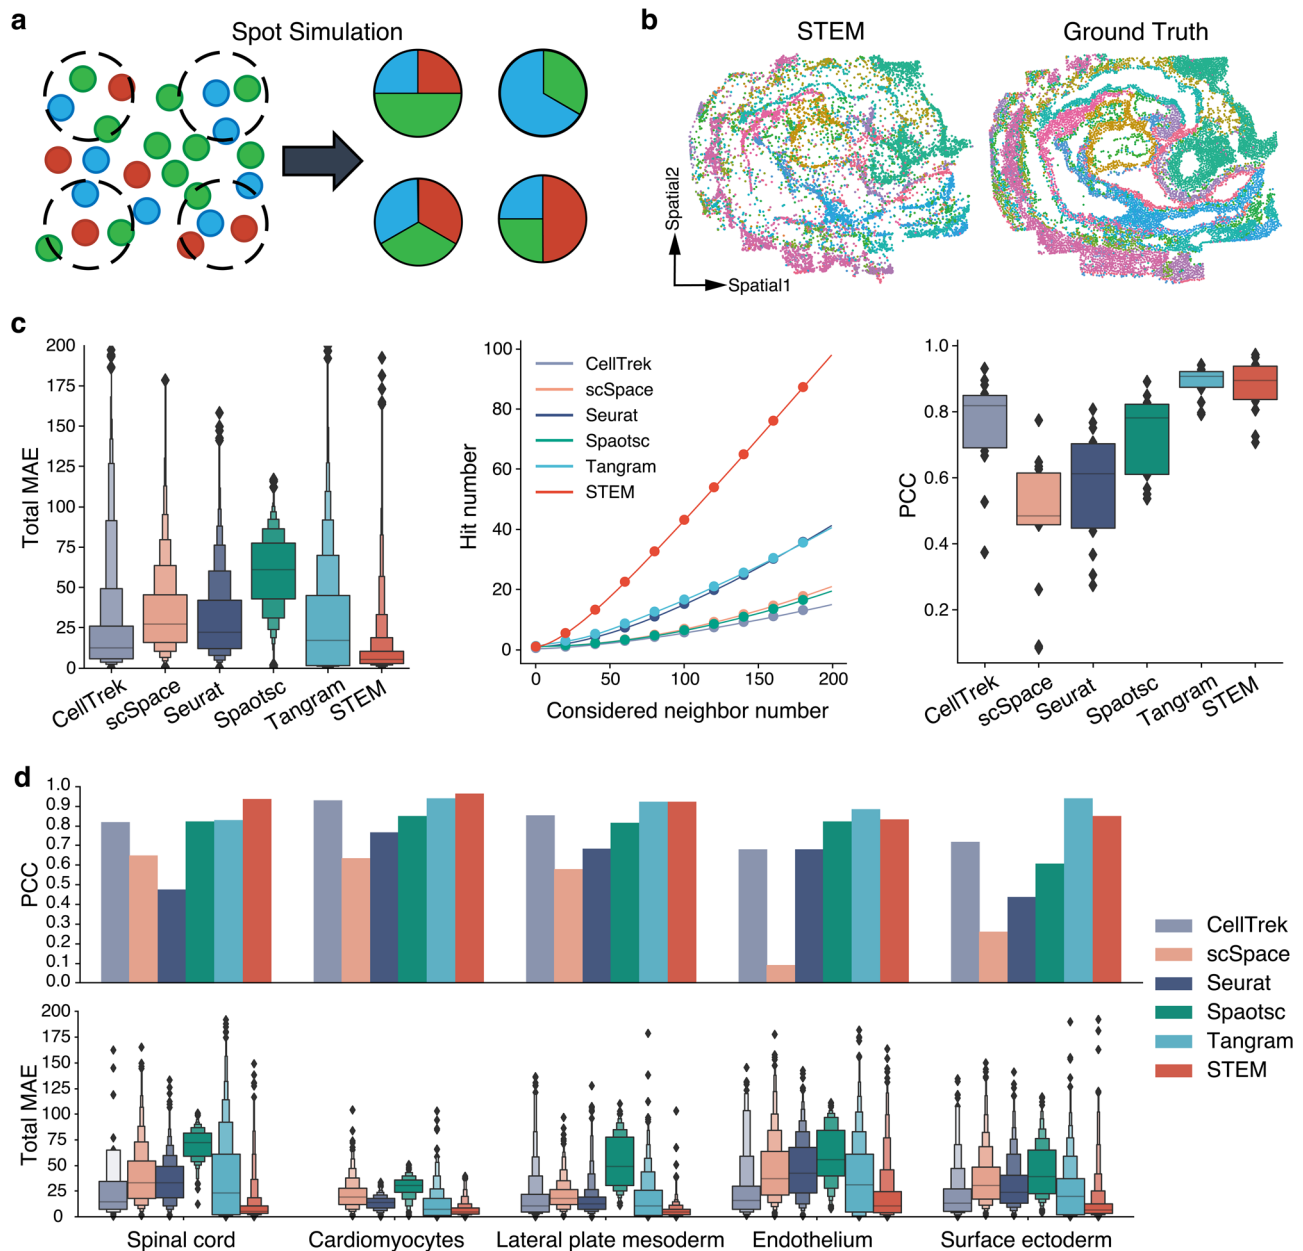 a
Spot Simulation
b
STEM
Ground Truth
Spatial2
Spatial1
c
Total MAE
200
175
150
125
100
75
50
25
0
CellTrek
scSpace
Seurat
Spaotsc
Tangram
STEM
Hit number
100
80
60
40
20
0
CellTrek
scSpace
Seurat
Spaotsc
Tangram
STEM
0 50 100 150 200
Considered neighbor number
PCC
1.0
0.8
0.6
0.4
0.2
CellTrek
scSpace
Seurat
Spaotsc
Tangram
STEM
d
PCC
1.0
0.9
0.8
0.7
0.6
0.5
0.4
0.3
0.2
0.1
0.0
Total MAE
200
175
150
125
100
75
50
25
0
Spinal cord
Cardiomyocytes
Lateral plate mesoderm
Endothelium
Surface ectoderm
CellTrek
scSpace
Seurat
Spaotsc
Tangram
STEM